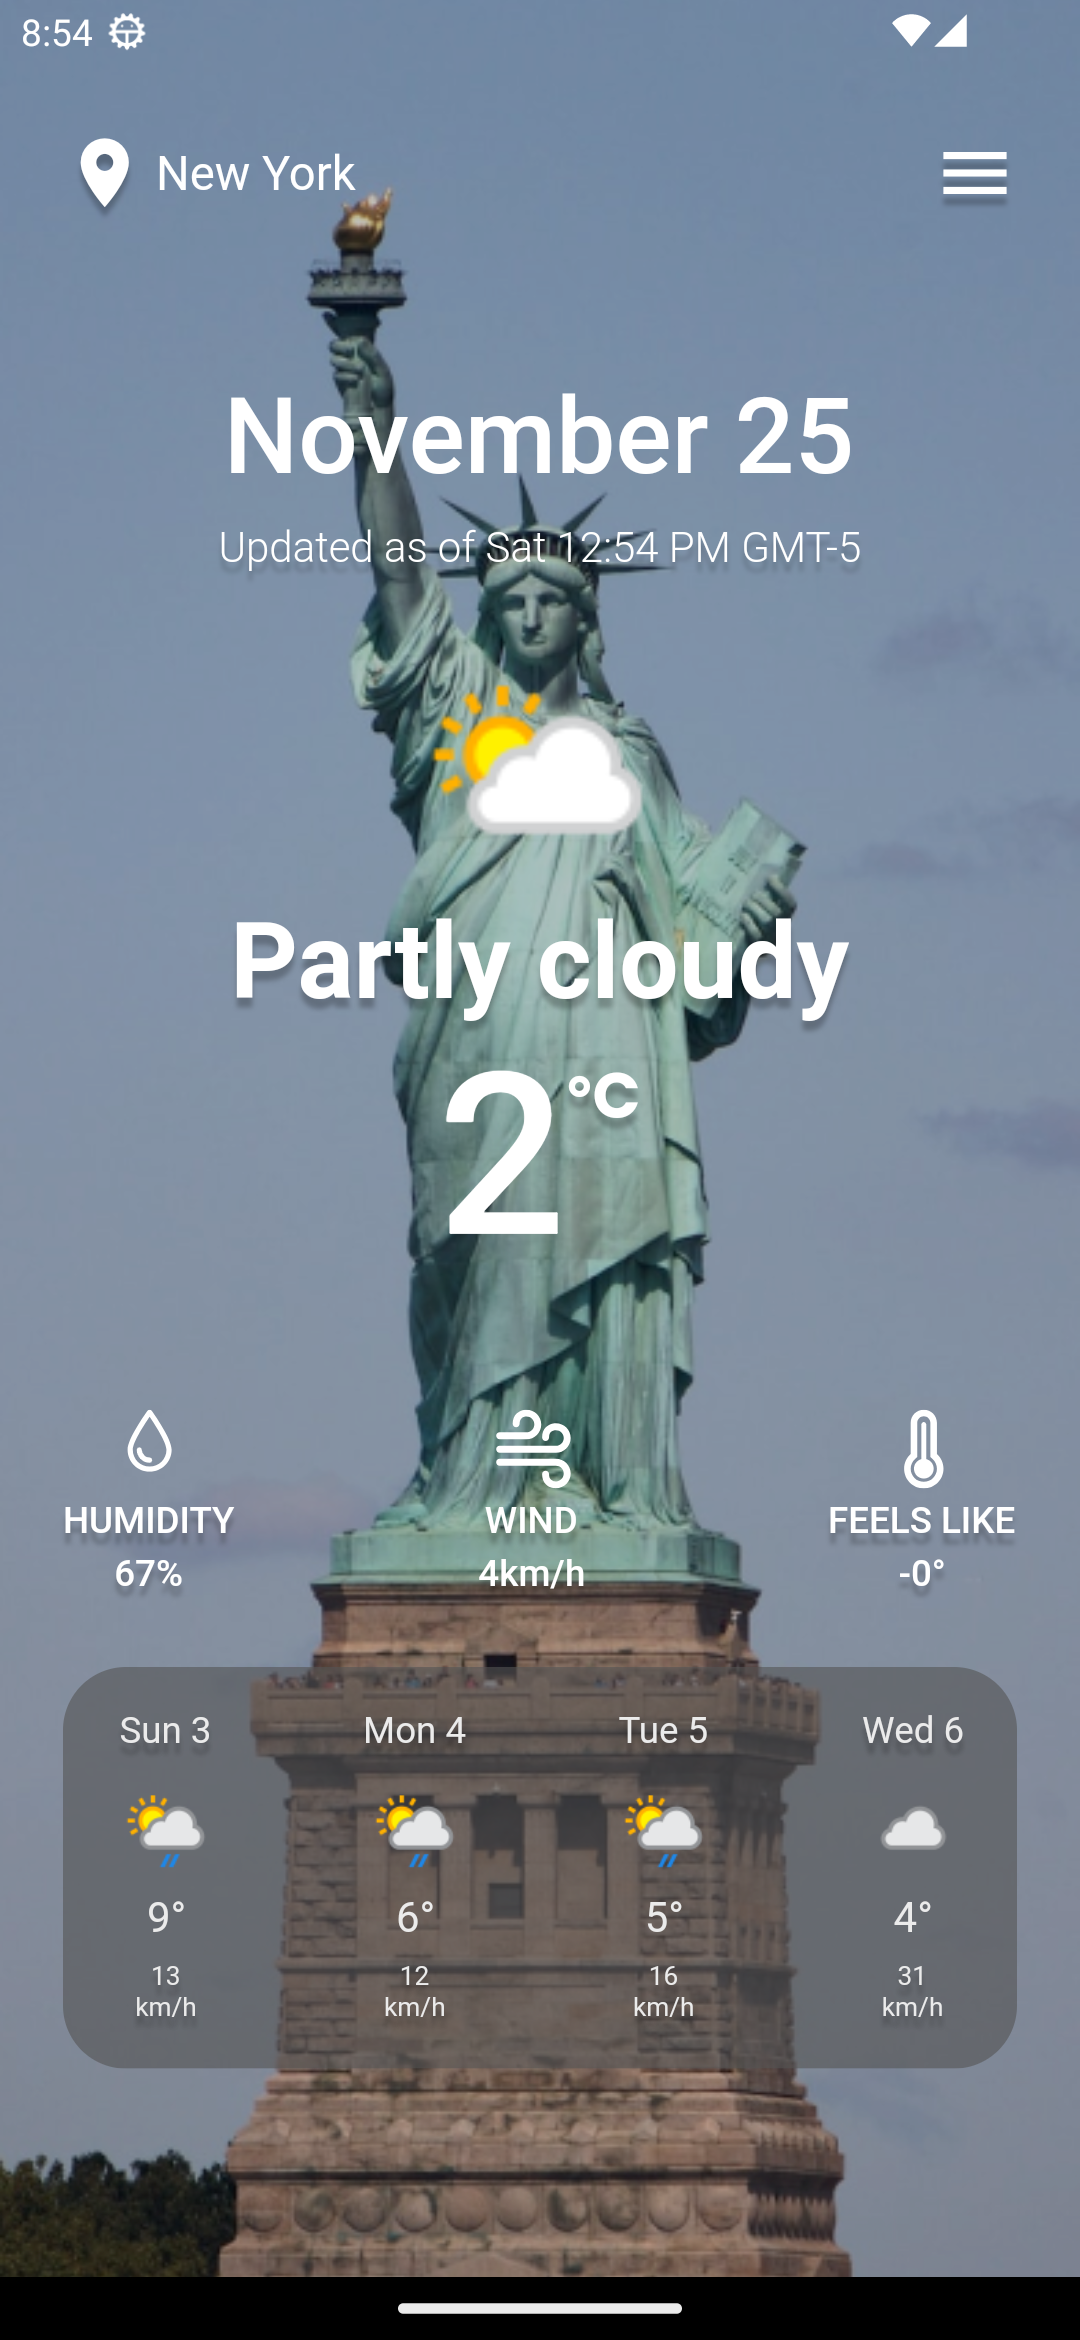 8:54
New York
November 25
Updated as of Sat 12:54 PM GMT-5
Partly cloudy
2°C
HUMIDITY WIND FEELS LIKE
67% 4km/h -0°
Sun 3 Mon 4 Tue 5 Wed 6
9° 6° 5° 4°
13 12 16 31
km/h km/h km/h km/h